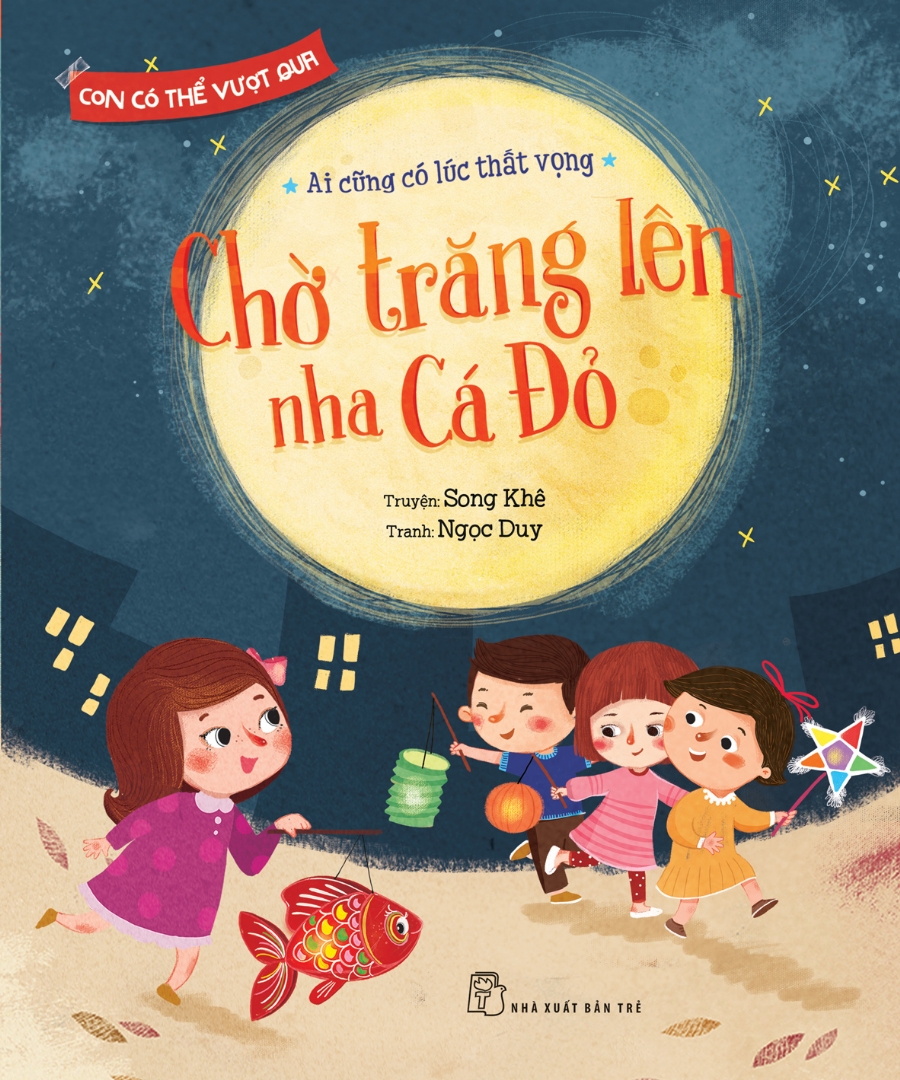 CON CÓ THỂ VƯỢT QUA
Ai cũng có lúc thất vọng
Chờ trăng lên
nha Cá Đỏ
Truyện: Song Khê
Tranh: Ngọc Duy
NHÀ XUẤT BẢN TRẺ